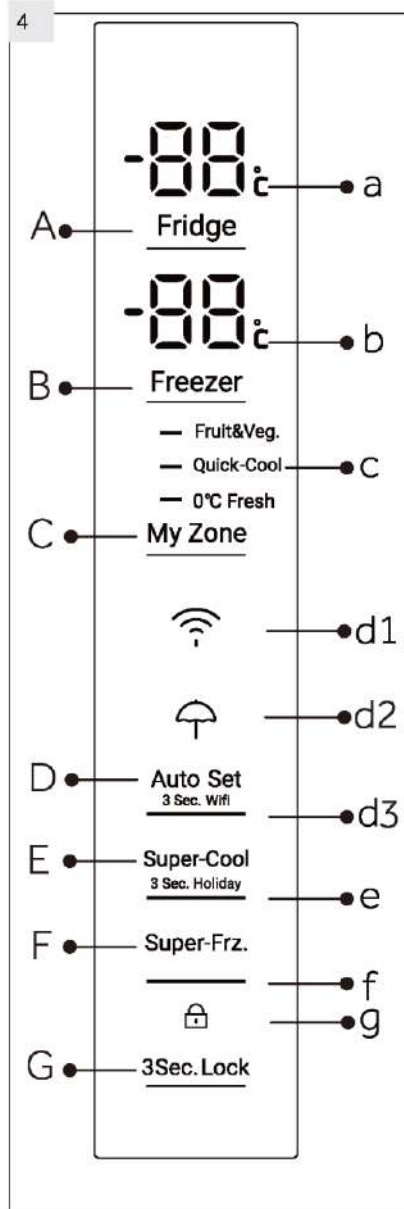 4
-88°c
a
A
Fridge
-88°c
b
B
Freezer
Fruit&Veg.
Quick-Cool
c
0°C Fresh
C
My Zone
d1
d2
D
Auto Set
3 Sec. Wifi
d3
E
Super-Cool
3 Sec. Holiday
e
F
Super-Frz.
f
g
G
3Sec. Lock